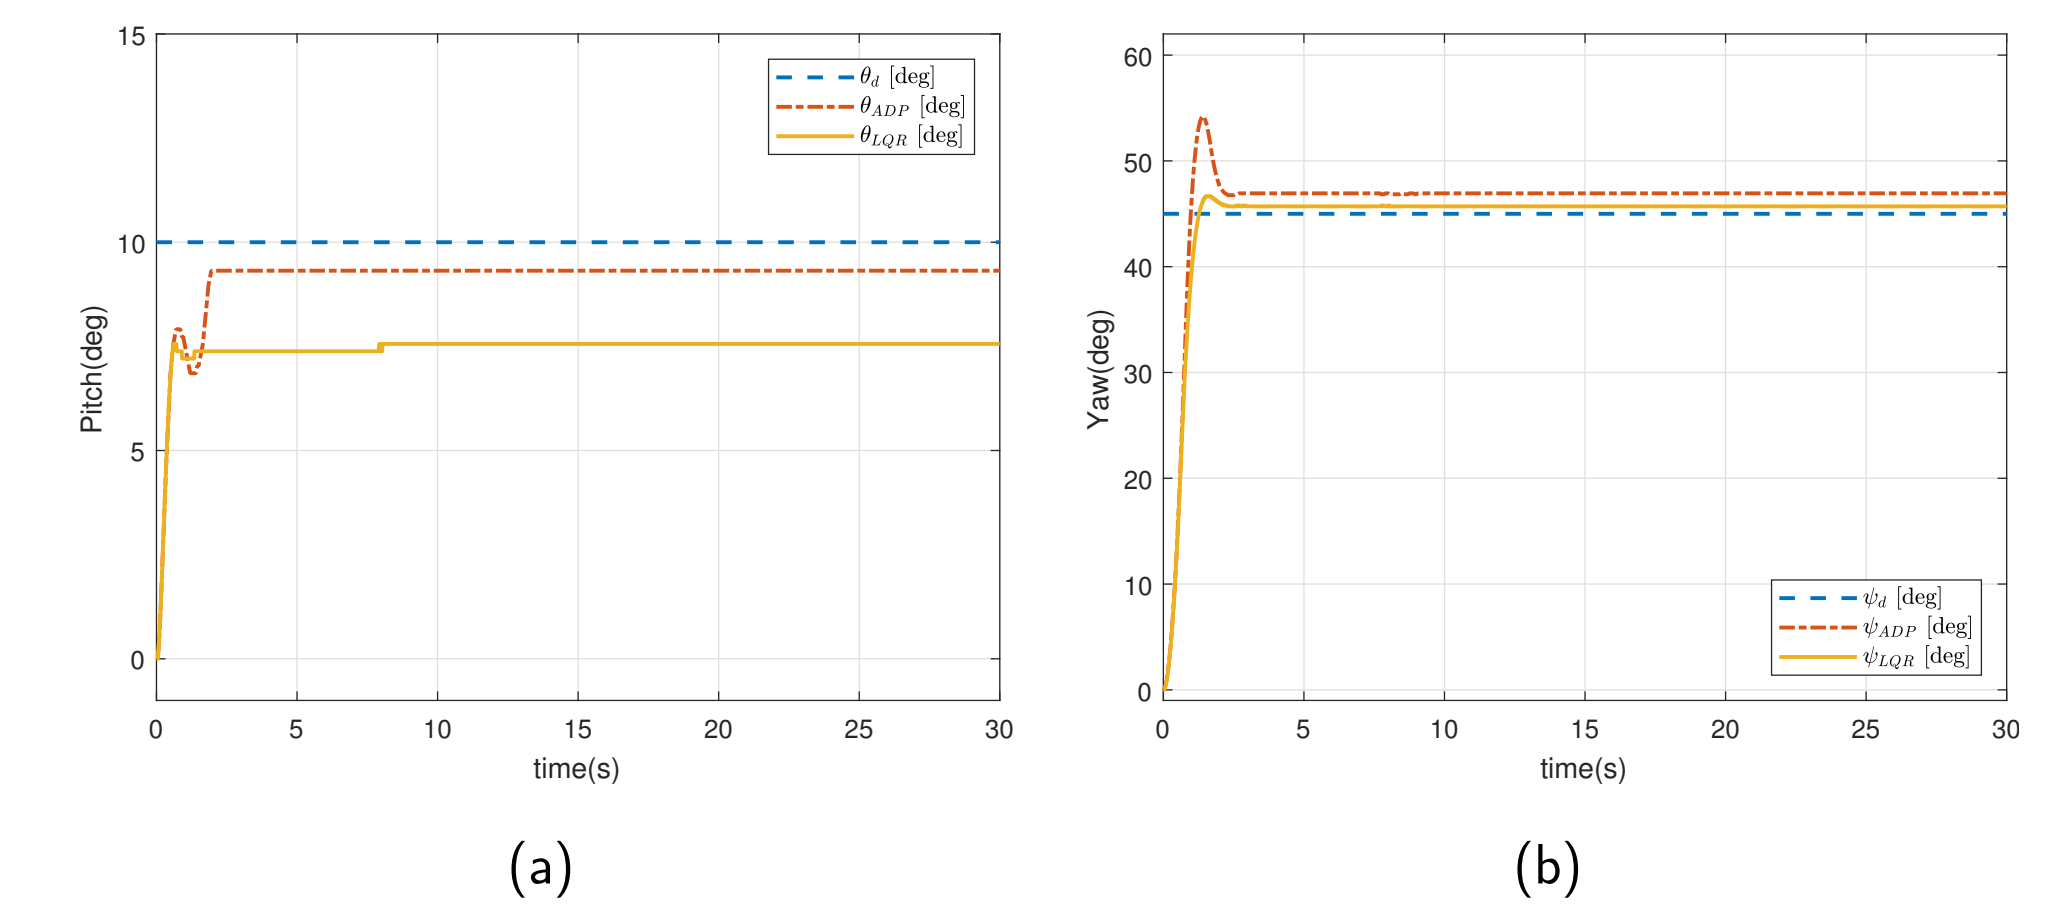 15
10
5
0
Pitch(deg)
θ_d [deg]
θ_ADP [deg]
θ_LQR [deg]
0 5 10 15 20 25 30
time(s)
(a)
60
50
40
30
20
10
0
Yaw(deg)
ψ_d [deg]
ψ_ADP [deg]
ψ_LQR [deg]
0 5 10 15 20 25 30
time(s)
(b)